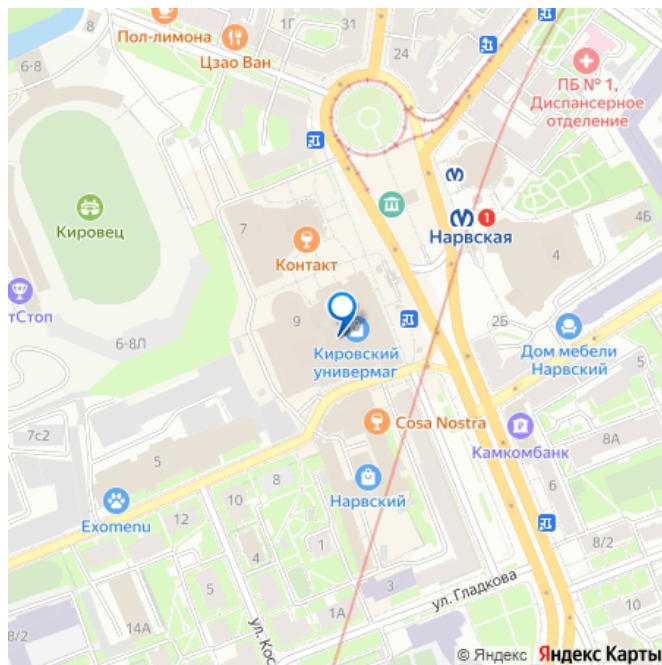 8
1Г
31
Пол-лимона
Цзао Ван
6-8
24
ПБ № 1,
Диспансерное
отделение
Кировец
7
Контакт
1
Нарвская
4Б
4
тСтоп
9
6-8Л
Кировский
универмаг
2Б
Дом мебели
Нарвский
5
Cosa Nostra
Камкомбанк
8А
7с2
5
8
10
Нарвский
6
Exomenu
12
1
8/2
4
5
3
ул. Гладкова
1А
10
14А
8/2
ул. Кос
© Яндекс Яндекс Карты